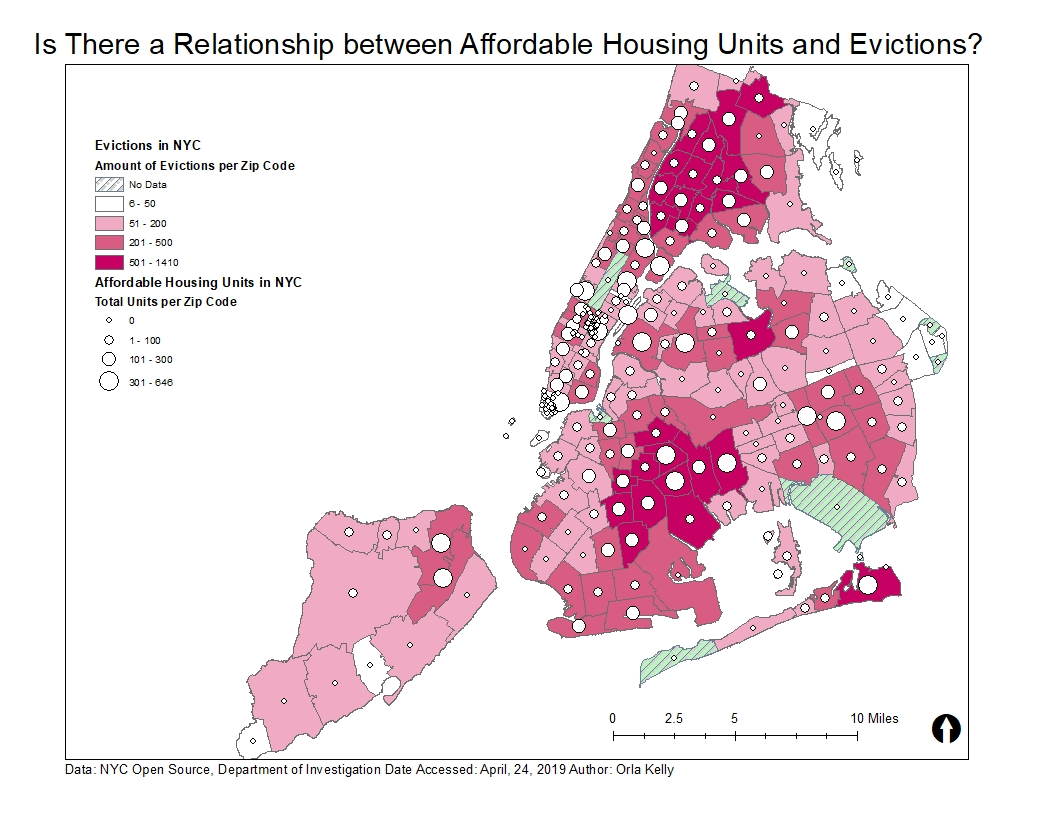 Is There a Relationship between Affordable Housing Units and Evictions?
Evictions in NYC
Amount of Evictions per Zip Code
No Data
6 - 50
51 - 200
201 - 500
501 - 1410
Affordable Housing Units in NYC
Total Units per Zip Code
0
1 - 100
101 - 300
301 - 646
0 2.5 5 10 Miles
Data: NYC Open Source, Department of Investigation Date Accessed: April, 24, 2019 Author: Orla Kelly